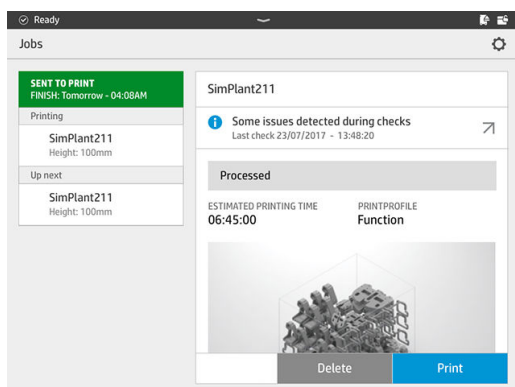 Ready
Jobs
SENT TO PRINT
FINISH: Tomorrow - 04:08AM
Printing
SimPlant211
Height: 100mm
Up next
SimPlant211
Height: 100mm
SimPlant211
Some issues detected during checks
Last check 23/07/2017 - 13:48:20
Processed
ESTIMATED PRINTING TIME
06:45:00
PRINTPROFILE
Function
Delete
Print